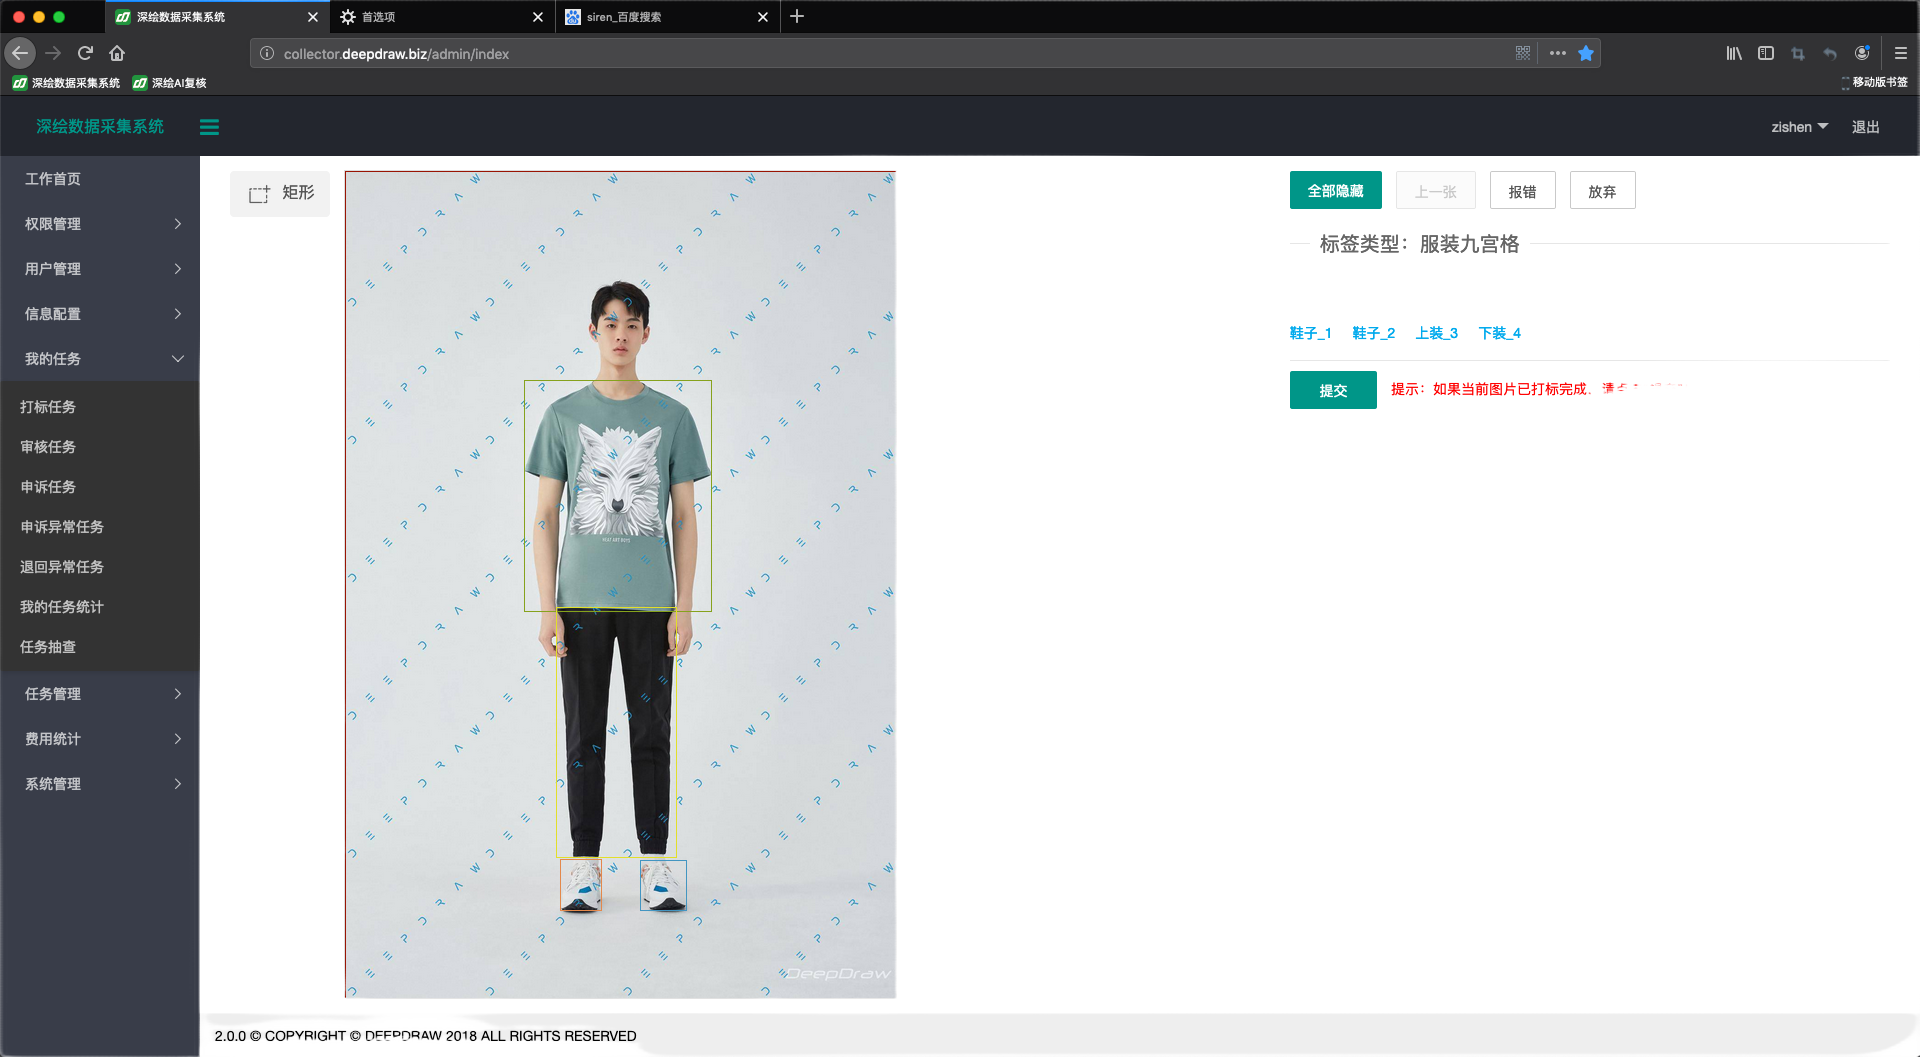 深绘数据采集系统
首选项
siren_百度搜索
collector.deepdraw.biz/admin/index
深绘数据采集系统
深绘AI复核
移动版书签
深绘数据采集系统
zishen
退出
工作首页
权限管理
用户管理
信息配置
我的任务
打标任务
审核任务
申诉任务
申诉异常任务
退回异常任务
我的任务统计
任务抽查
任务管理
费用统计
系统管理
矩形
DeepDraw
全部隐藏
上一张
报错
放弃
标签类型：服装九宫格
鞋子_1
鞋子_2
上装_3
下装_4
提交
提示：如果当前图片已打标完成.
2.0.0 © COPYRIGHT © DEEPDRAW 2018 ALL RIGHTS RESERVED